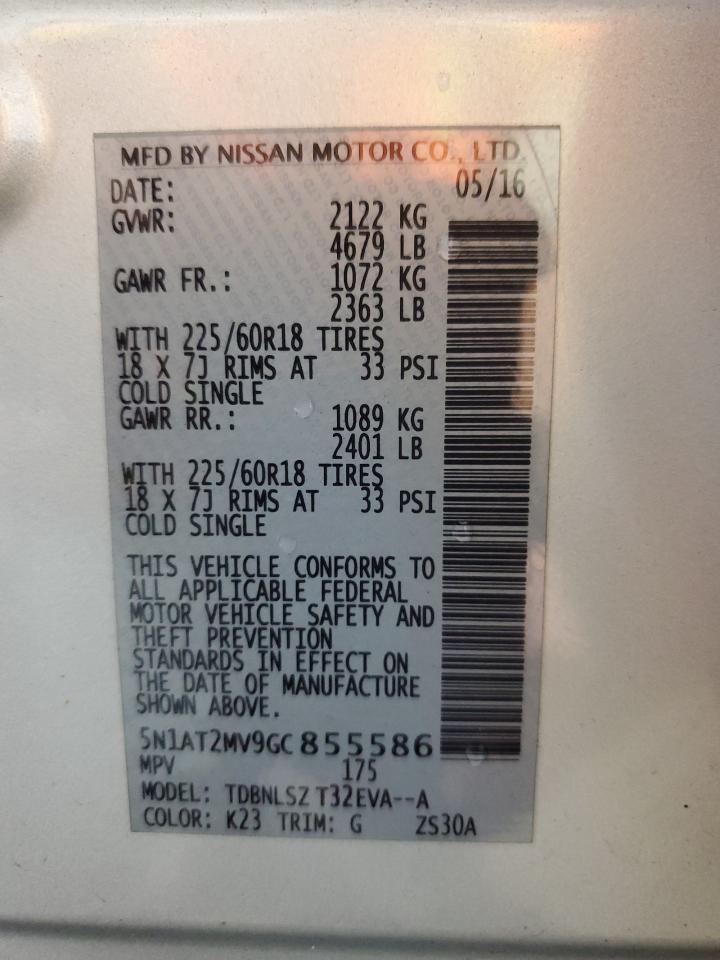 MFD BY NISSAN MOTOR CO., LTD.
DATE: 05/16
GVWR: 2122 KG
4679 LB
GAWR FR.: 1072 KG
2363 LB
WITH 225/60R18 TIRES
18 X 7J RIMS AT 33 PSI
COLD SINGLE
GAWR RR.: 1089 KG
2401 LB
WITH 225/60R18 TIRES
18 X 7J RIMS AT 33 PSI
COLD SINGLE
THIS VEHICLE CONFORMS TO
ALL APPLICABLE FEDERAL
MOTOR VEHICLE SAFETY AND
THEFT PREVENTION
STANDARDS IN EFFECT ON
THE DATE OF MANUFACTURE
SHOWN ABOVE.
5N1AT2MV9GC855586
MPV 175
MODEL: TDBNLSZ T32EVA--A
COLOR: K23 TRIM: G ZS30A